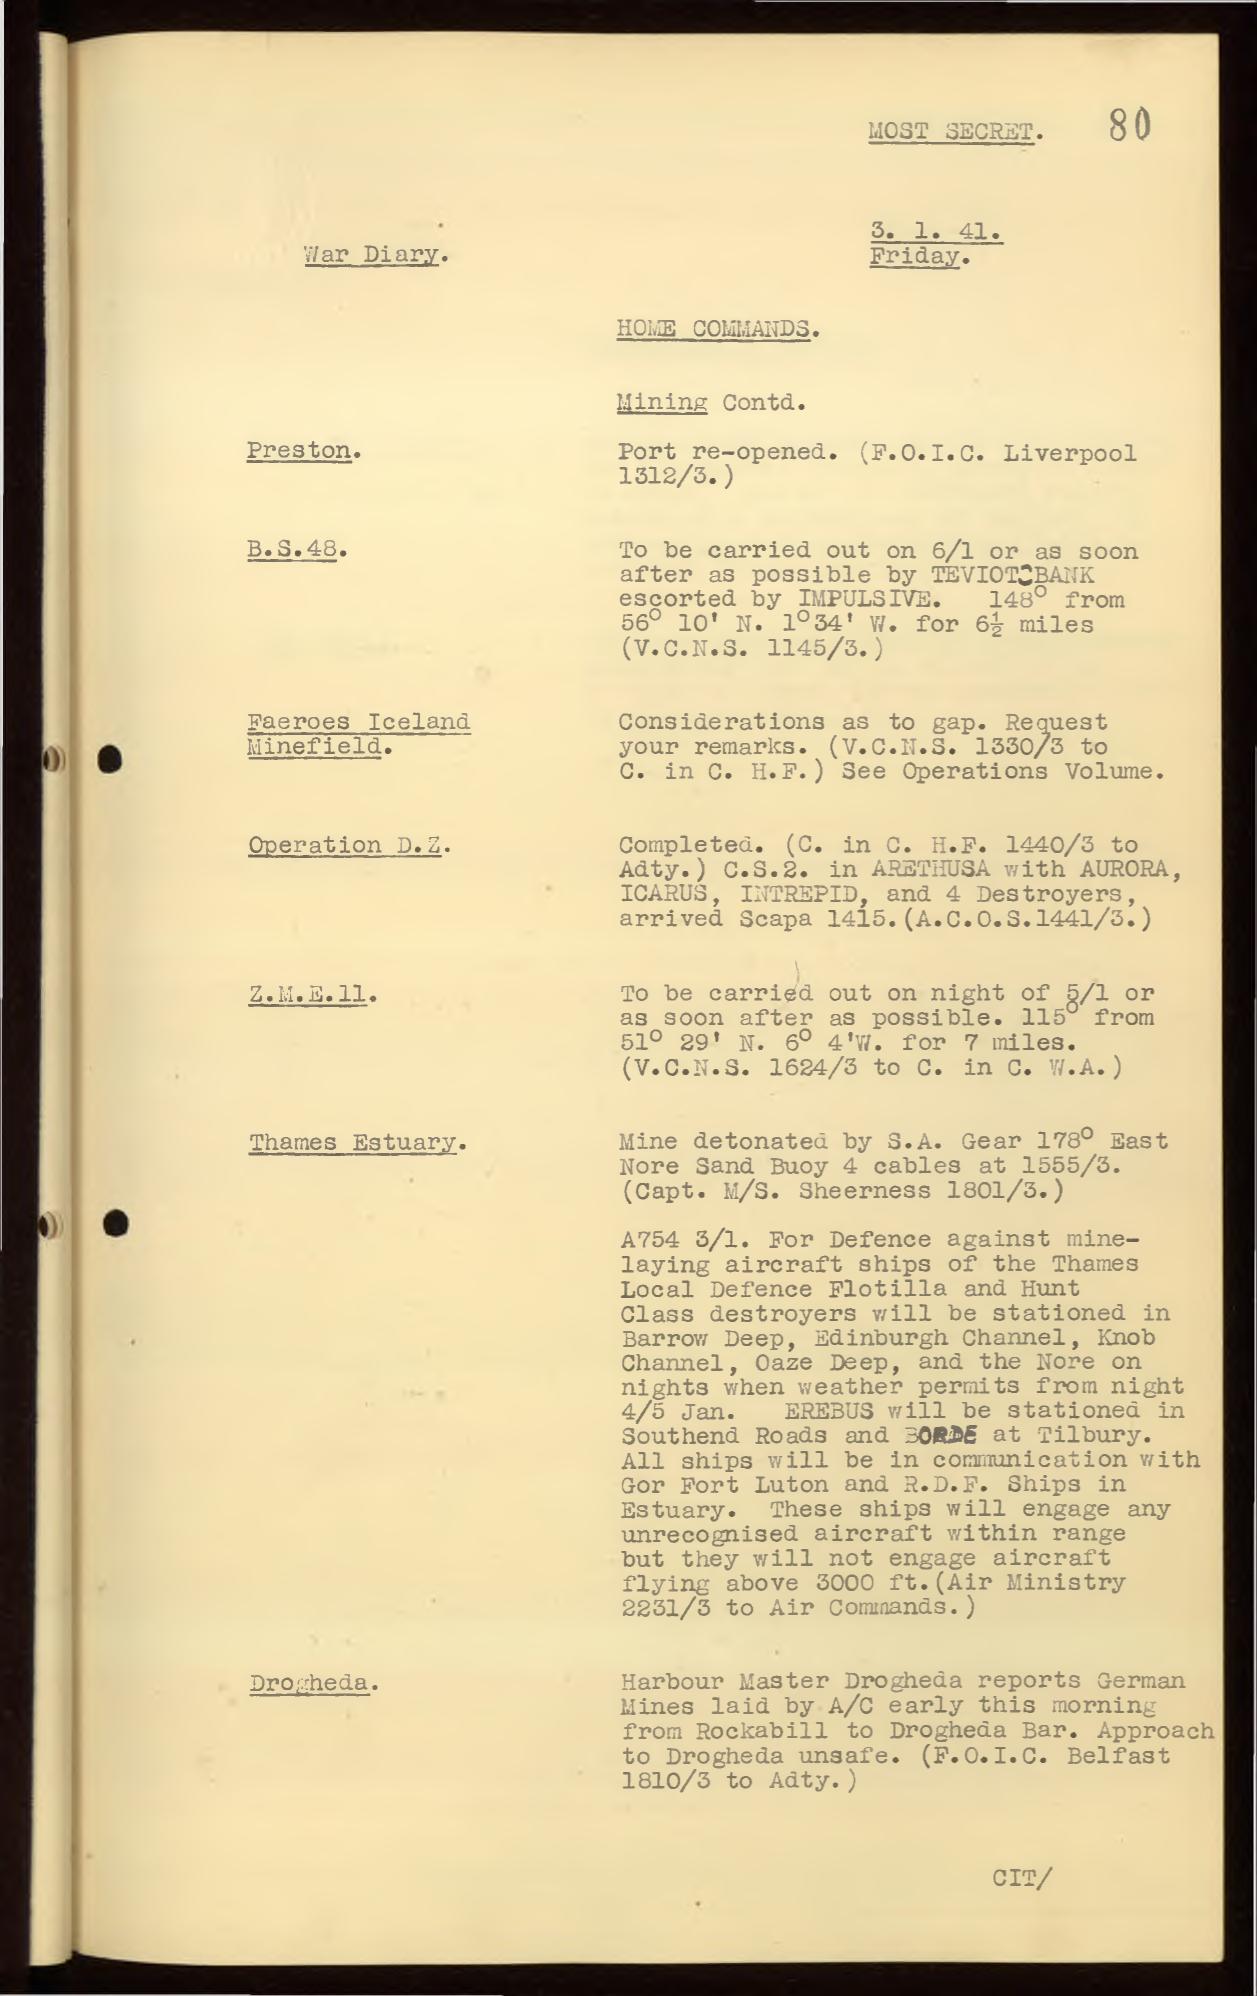 MOST SECRET. 80
3. 1. 41.
War Diary. Friday.
HOME COMMANDS.
Mining Contd.
Preston. Port re-opened. (F.O.I.C. Liverpool
1312/3.)
B.S.48. To be carried out on 6/1 or as soon
after as possible by TEVIOTBANK
escorted by IMPULSIVE. 148° from
56° 10' N. 1°34' W. for 6½ miles
(V.C.N.S. 1145/3.)
Faeroes Iceland Considerations as to gap. Request
Minefield. your remarks. (V.C.N.S. 1330/3 to
C. in C. H.F.) See Operations Volume.
Operation D.Z. Completed. (C. in C. H.F. 1440/3 to
Adty.) C.S.2. in ARETHUSA with AURORA,
ICARUS, INTREPID, and 4 Destroyers,
arrived Scapa 1415.(A.C.O.S.1441/3.)
Z.M.E.11. To be carried out on night of 5/1 or
as soon after as possible. 115° from
51° 29' N. 6° 4'W. for 7 miles.
(V.C.N.S. 1624/3 to C. in C. W.A.)
Thames Estuary. Mine detonated by S.A. Gear 178° East
Nore Sand Buoy 4 cables at 1555/3.
(Capt. M/S. Sheerness 1801/3.)
A754 3/1. For Defence against mine-
laying aircraft ships of the Thames
Local Defence Flotilla and Hunt
Class destroyers will be stationed in
Barrow Deep, Edinburgh Channel, Knob
Channel, Oaze Deep, and the Nore on
nights when weather permits from night
4/5 Jan. EREBUS will be stationed in
Southend Roads and BORDE at Tilbury.
All ships will be in communication with
Gor Fort Luton and R.D.F. Ships in
Estuary. These ships will engage any
unrecognised aircraft within range
but they will not engage aircraft
flying above 3000 ft.(Air Ministry
2231/3 to Air Commands.)
Drogheda. Harbour Master Drogheda reports German
Mines laid by A/C early this morning
from Rockabill to Drogheda Bar. Approach
to Drogheda unsafe. (F.O.I.C. Belfast
1810/3 to Adty.)
CIT/